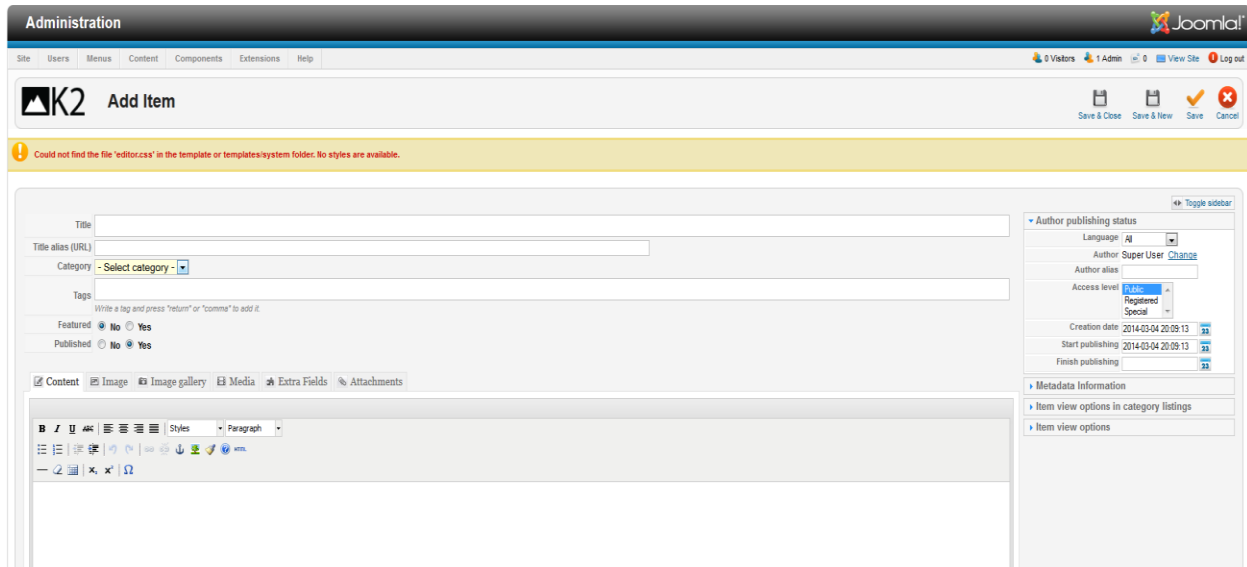 Administration
Joomla!
Site Users Menus Content Components Extensions Help
0 Visitors 1 Admin 0 View Site Log out
K2 Add Item
Save & Close Save & New Save Cancel
Could not find the file 'editor.css' in the template or templates/system folder. No styles are available.
Toggle sidebar
Title
Title alias (URL)
Category - Select category -
Tags
Write a tag and press "return" or "comma" to add it.
Featured No Yes
Published No Yes
Author publishing status
Language All
Author Super User Change
Author alias
Access level Public
Registered
Special
Creation date 2014-03-04 20:09:13 23
Start publishing 2014-03-04 20:09:13 23
Finish publishing 23
Metadata Information
Item view options in category listings
Item view options
Content Image Image gallery Media Extra Fields Attachments
B I U ABC Styles Paragraph
HTML
x, x² Ω